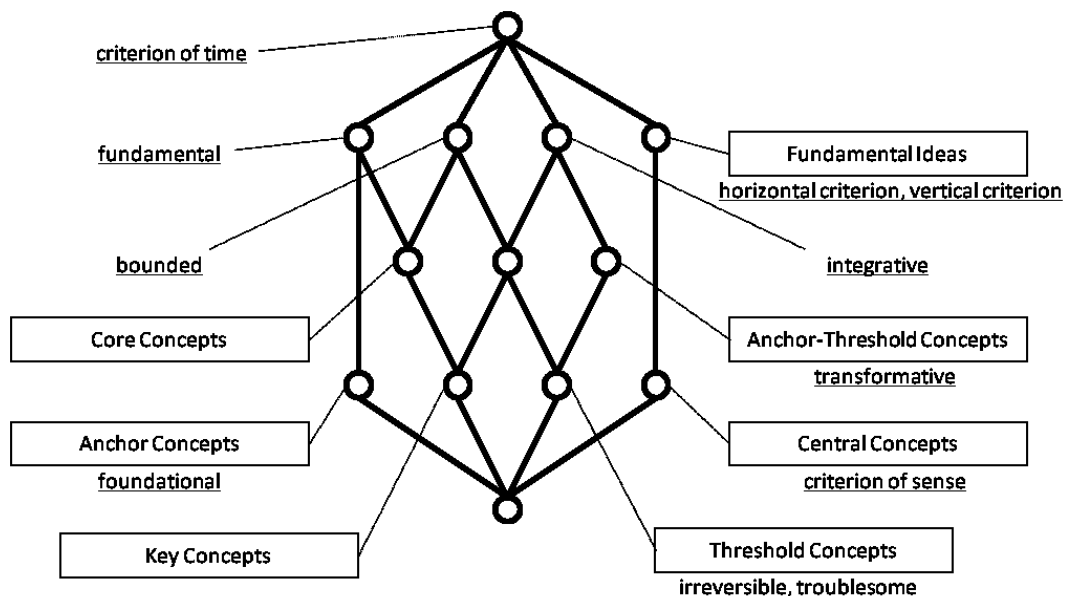 criterion of time
fundamental
Fundamental Ideas
horizontal criterion, vertical criterion
bounded
integrative
Core Concepts
Anchor-Threshold Concepts
transformative
Anchor Concepts
Central Concepts
foundational
criterion of sense
Key Concepts
Threshold Concepts
irreversible, troublesome